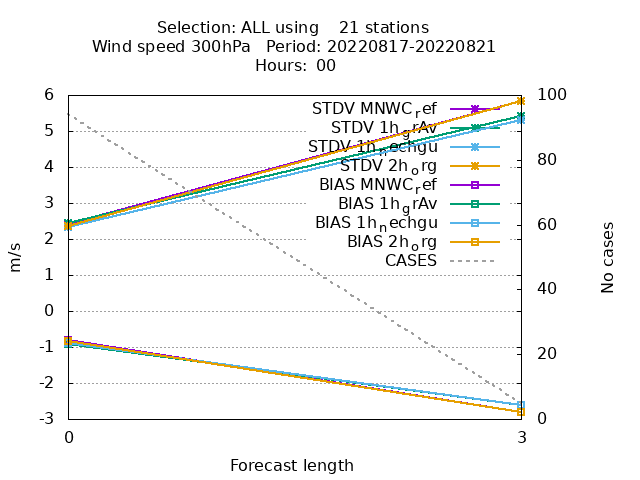 Selection: ALL using    21 stations
Wind speed 300hPa   Period: 20220817-20220821
Hours: 00
6
5
4
3
2
1
0
-1
-2
-3
m/s
STDV MNWC_ref
STDV 1h_grAv
STDV 1h_nechgu
STDV 2h_org
BIAS MNWC_ref
BIAS 1h_grAv
BIAS 1h_nechgu
BIAS 2h_org
CASES
100
80
60
40
20
0
No cases
0 3
Forecast length